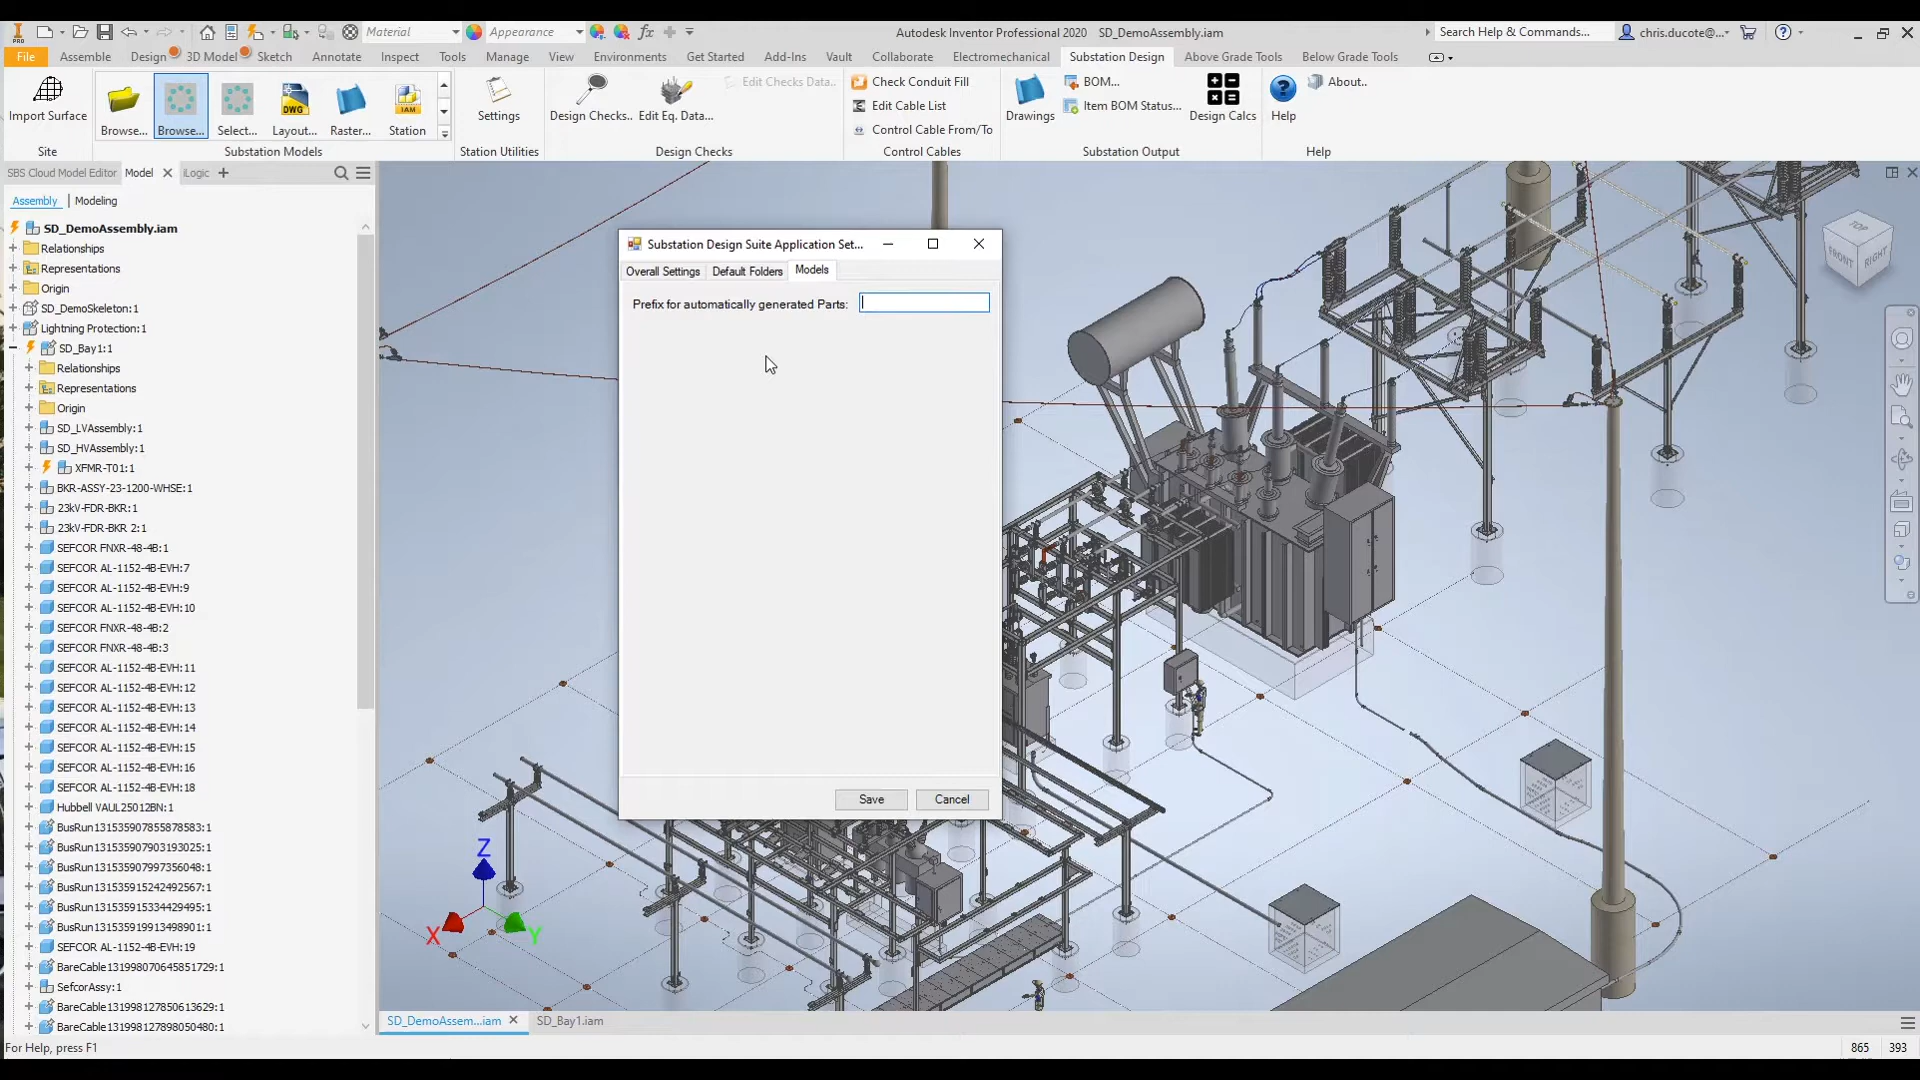 Material
Appearance
Autodesk Inventor Professional 2020 SD_DemoAssembly.iam
Search Help & Commands...
chris.ducote@...
File Assemble Design 3D Model Sketch Annotate Inspect Tools Manage View Environments Get Started Add-Ins Vault Collaborate Electromechanical Substation Design Above Grade Tools Below Grade Tools
Import Surface
Browse... Browse... Select... Layout... Raster... Station
Settings
Design Checks.. Edit Eq. Data...
Edit Checks Data..
Check Conduit Fill
Edit Cable List
Control Cable From/To
Drawings
BOM...
Item BOM Status...
Design Calcs
Help
About..
Site Substation Models Station Utilities Design Checks Control Cables Substation Output Help
SBS Cloud Model Editor Model iLogic
Assembly Modeling
SD_DemoAssembly.iam
Relationships
Representations
Origin
SD_DemoSkeleton:1
Lightning Protection:1
SD_Bay1:1
Relationships
Representations
Origin
SD_LVAssembly:1
SD_HVAssembly:1
XFMR-T01:1
BKR-ASSY-23-1200-WHSE:1
23kV-FDR-BKR:1
23kV-FDR-BKR 2:1
SEFCOR FNXR-48-4B:1
SEFCOR AL-1152-4B-EVH:7
SEFCOR AL-1152-4B-EVH:9
SEFCOR AL-1152-4B-EVH:10
SEFCOR FNXR-48-4B:2
SEFCOR FNXR-48-4B:3
SEFCOR AL-1152-4B-EVH:11
SEFCOR AL-1152-4B-EVH:12
SEFCOR AL-1152-4B-EVH:13
SEFCOR AL-1152-4B-EVH:14
SEFCOR AL-1152-4B-EVH:15
SEFCOR AL-1152-4B-EVH:16
SEFCOR AL-1152-4B-EVH:18
Hubbell VAUL25012BN:1
BusRun131535907855878583:1
BusRun131535907903193025:1
BusRun131535907997356048:1
BusRun131535915242492567:1
BusRun131535915334429495:1
BusRun131535919913498901:1
SEFCOR AL-1152-4B-EVH:19
BareCable131998070645851729:1
SefcorAssy:1
BareCable131998127850613629:1
BareCable131998127898050480:1
Substation Design Suite Application Set...
Overall Settings Default Folders Models
Prefix for automatically generated Parts:
Save Cancel
TOP
FRONT RIGHT
Z
X Y
SD_DemoAssem...iam SD_Bay1.iam
For Help, press F1
865 393